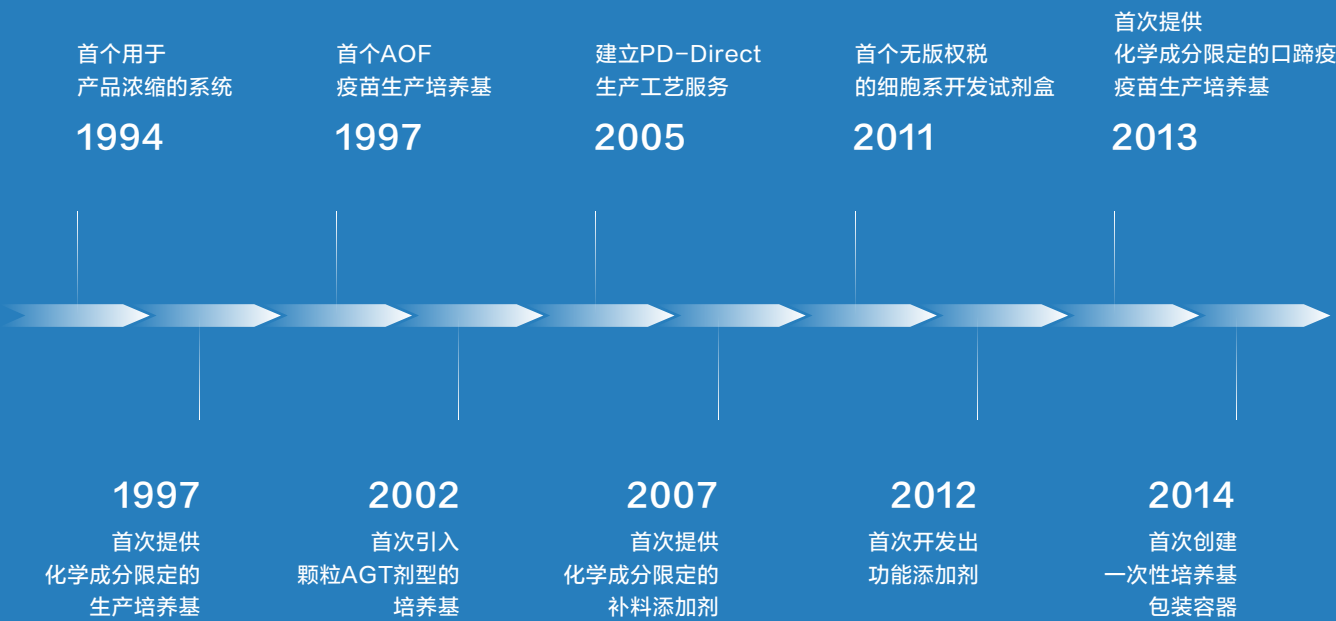 首个用于
产品浓缩的系统
1994
首个AOF
疫苗生产培养基
1997
建立PD-Direct
生产工艺服务
2005
首个无版权税
的细胞系开发试剂盒
2011
首次提供
化学成分限定的口蹄疫
疫苗生产培养基
2013
1997
首次提供
化学成分限定的
生产培养基
2002
首次引入
颗粒AGT剂型的
培养基
2007
首次提供
化学成分限定的
补料添加剂
2012
首次开发出
功能添加剂
2014
首次创建
一次性培养基
包装容器